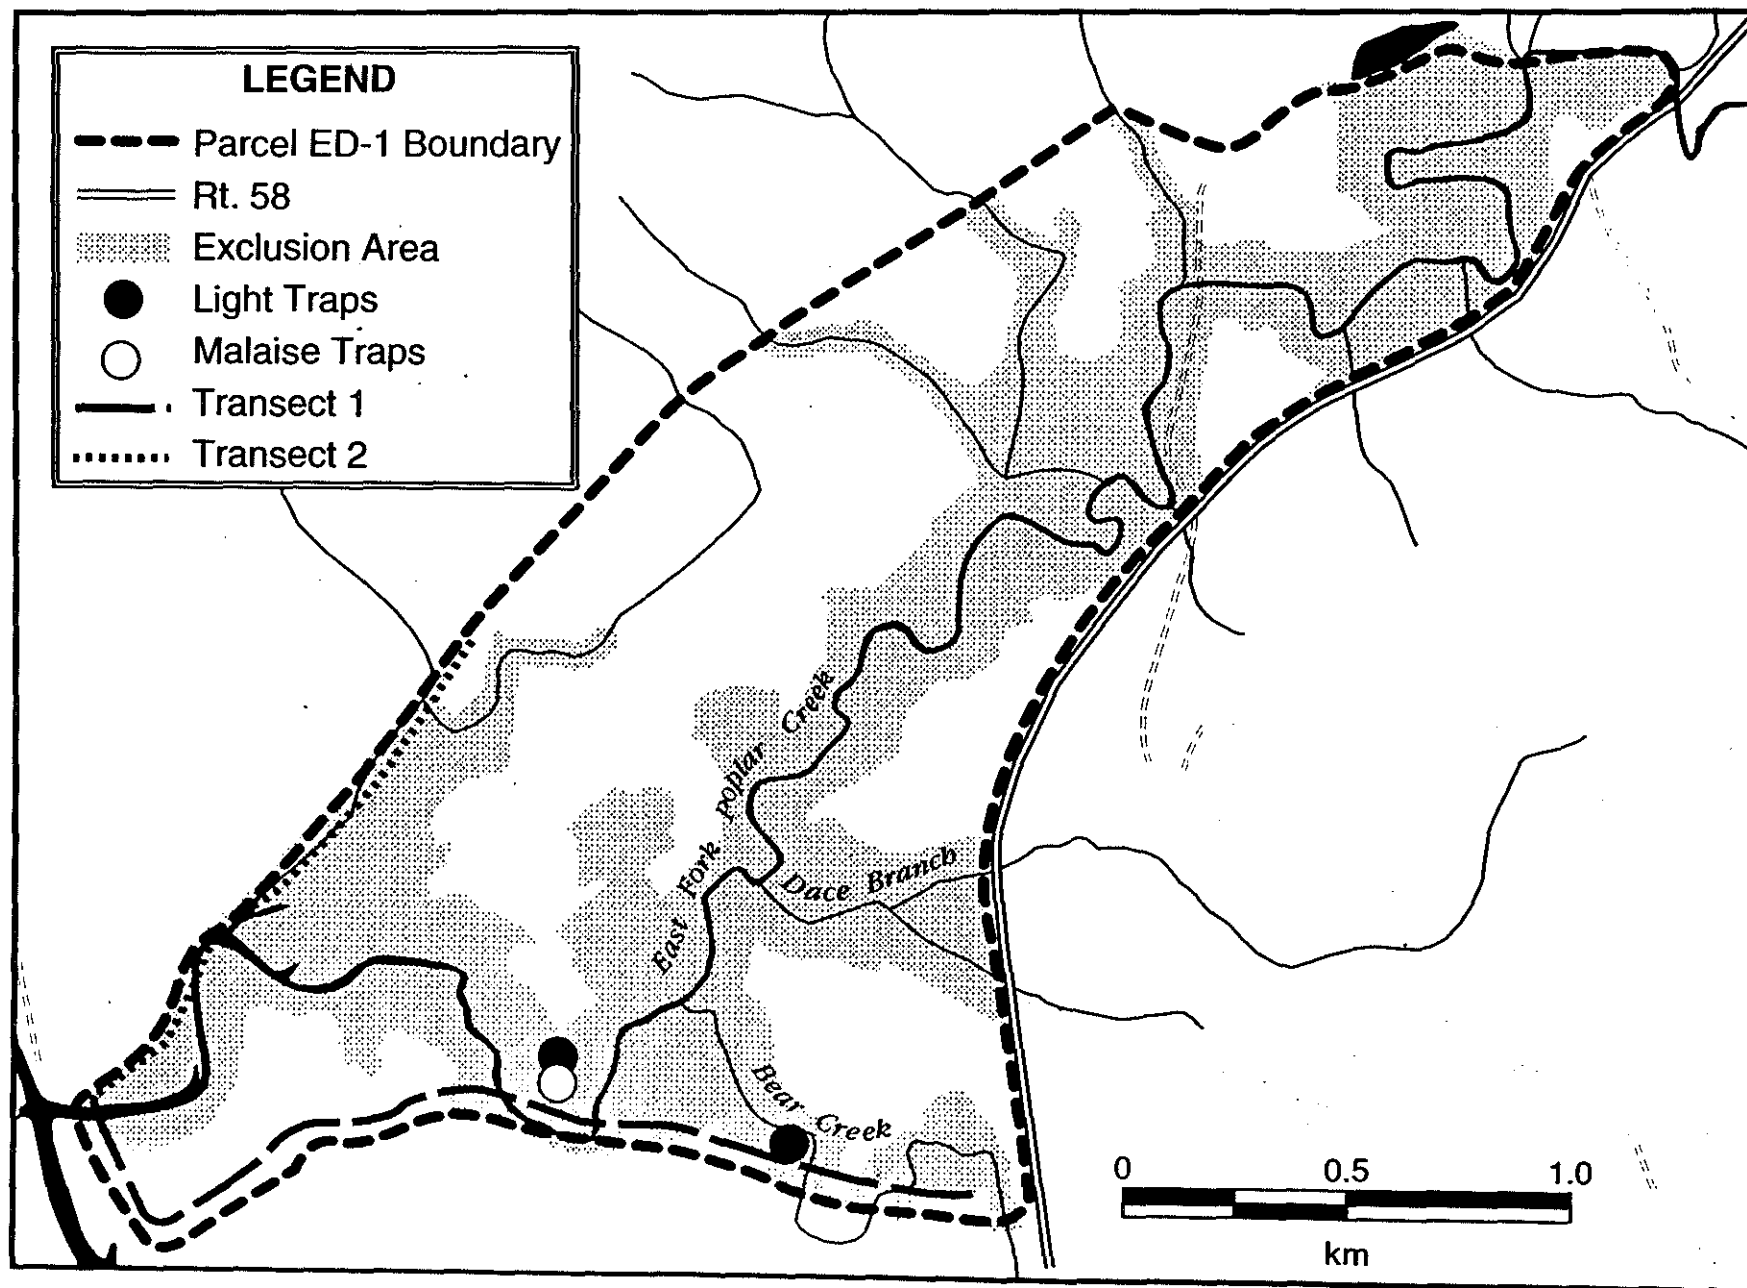 LEGEND
Parcel ED-1 Boundary
Rt. 58
Exclusion Area
Light Traps
Malaise Traps
Transect 1
Transect 2
East Fork poplar Creek
Dace Branch
Bear Creek
0 0.5 1.0
km